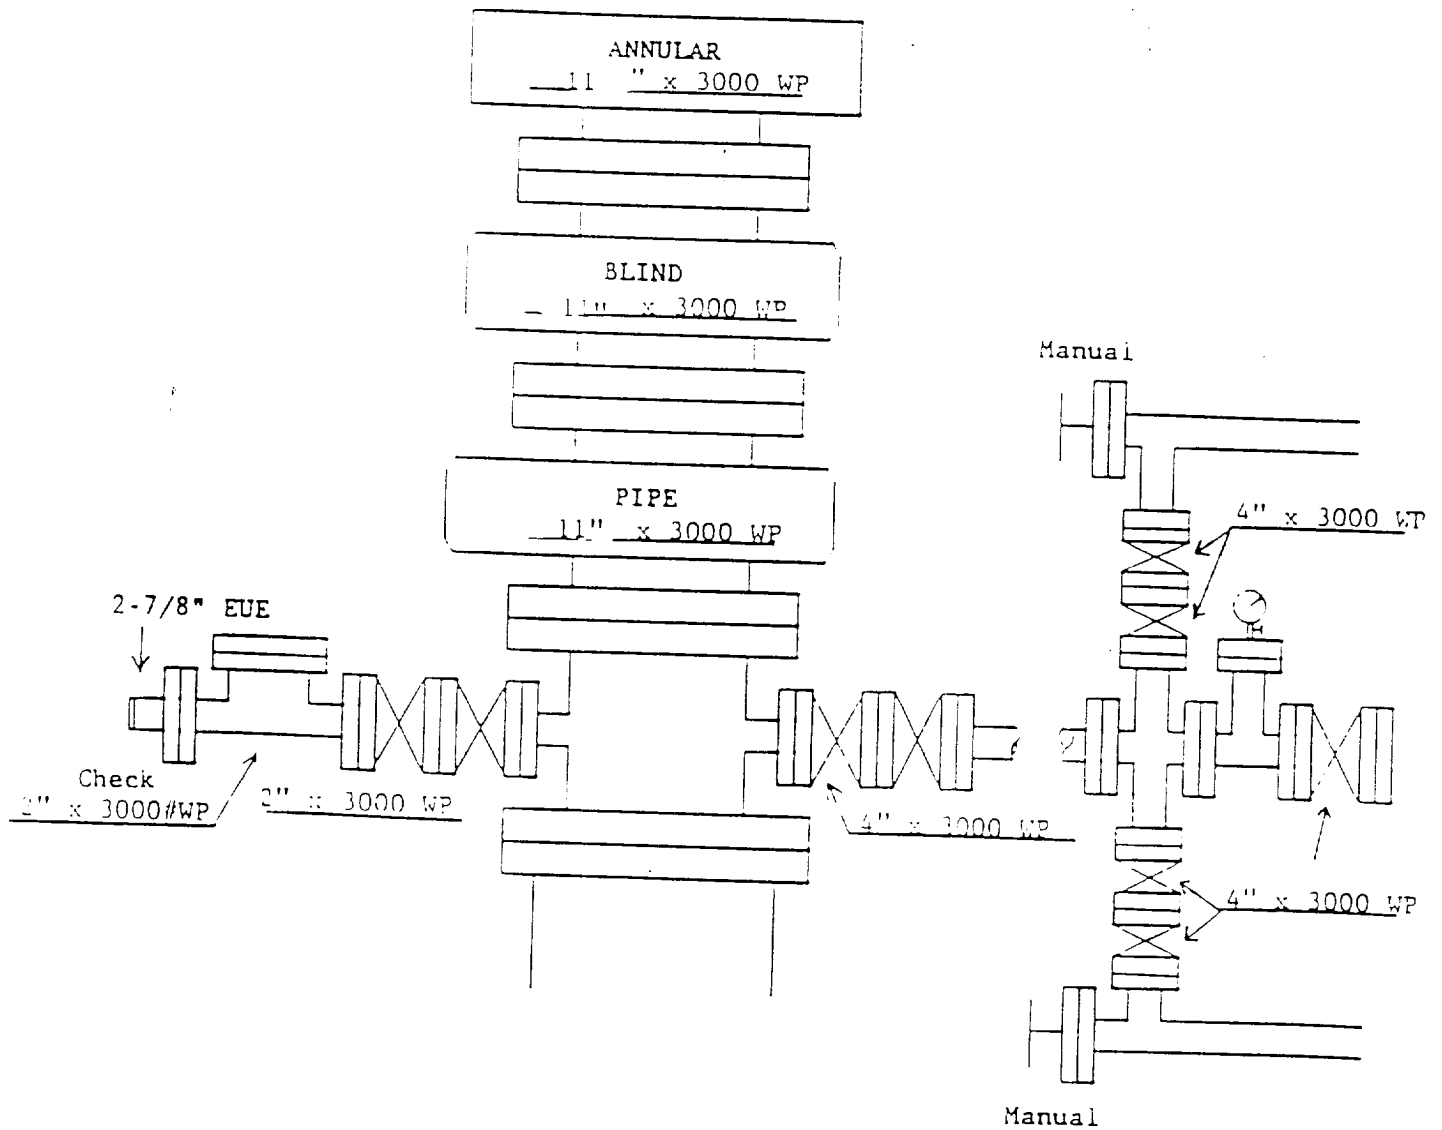 ANNULAR
11 " x 3000 WP
BLIND
11" x 3000 WP
PIPE
11" x 3000 WP
Manual
4" x 3000 WP
2-7/8" EUE
Check
2" x 3000#WP
2" x 3000 WP
4" x 3000 WP
4" x 3000 WP
Manual